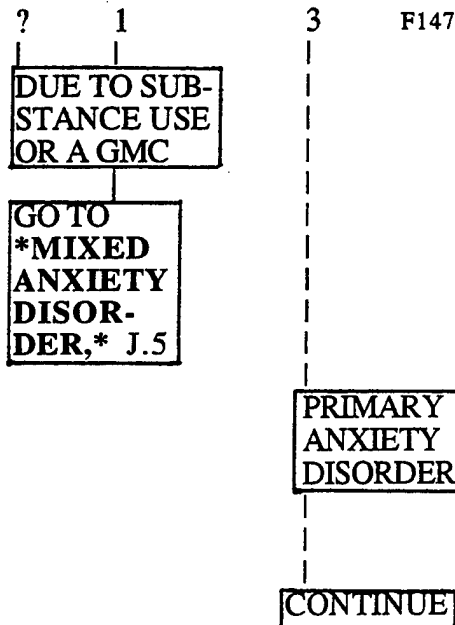 ? 1 3 F147
DUE TO SUB-
STANCE USE
OR A GMC
GO TO
*MIXED
ANXIETY
DISOR-
DER,* J.5
PRIMARY
ANXIETY
DISORDER
CONTINUE